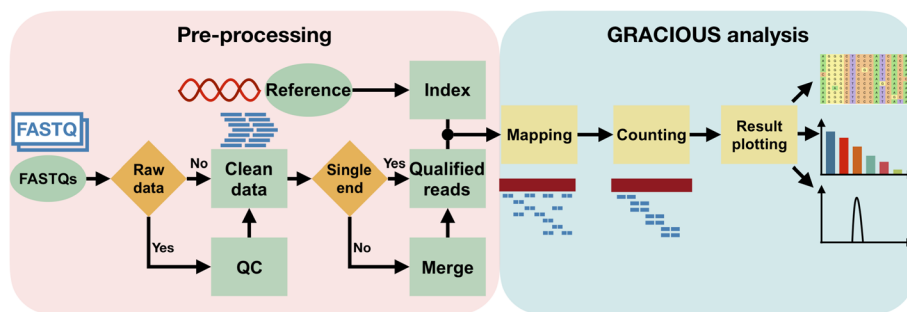 Pre-processing
GRACIOUS analysis
Reference
Index
FASTQ
FASTQs
Raw
data
No
Yes
Clean
data
QC
Single
end
Yes
No
Qualified
reads
Merge
Mapping
Counting
Result
plotting